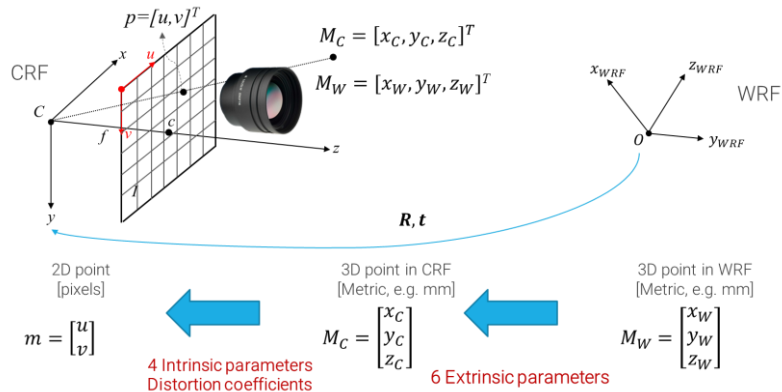 p=[u,v]^T
M_C = [x_C, y_C, z_C]^T
M_W = [x_W, y_W, z_W]^T
CRF
x
u
C
f
v
c
z
I
y
x_WRF
z_WRF
WRF
O
y_WRF
R, t
2D point
[pixels]
3D point in CRF
[Metric, e.g. mm]
3D point in WRF
[Metric, e.g. mm]
m = [u
v]
M_C = [x_C
y_C
z_C]
M_W = [x_W
y_W
z_W]
4 Intrinsic parameters
Distortion coefficients
6 Extrinsic parameters